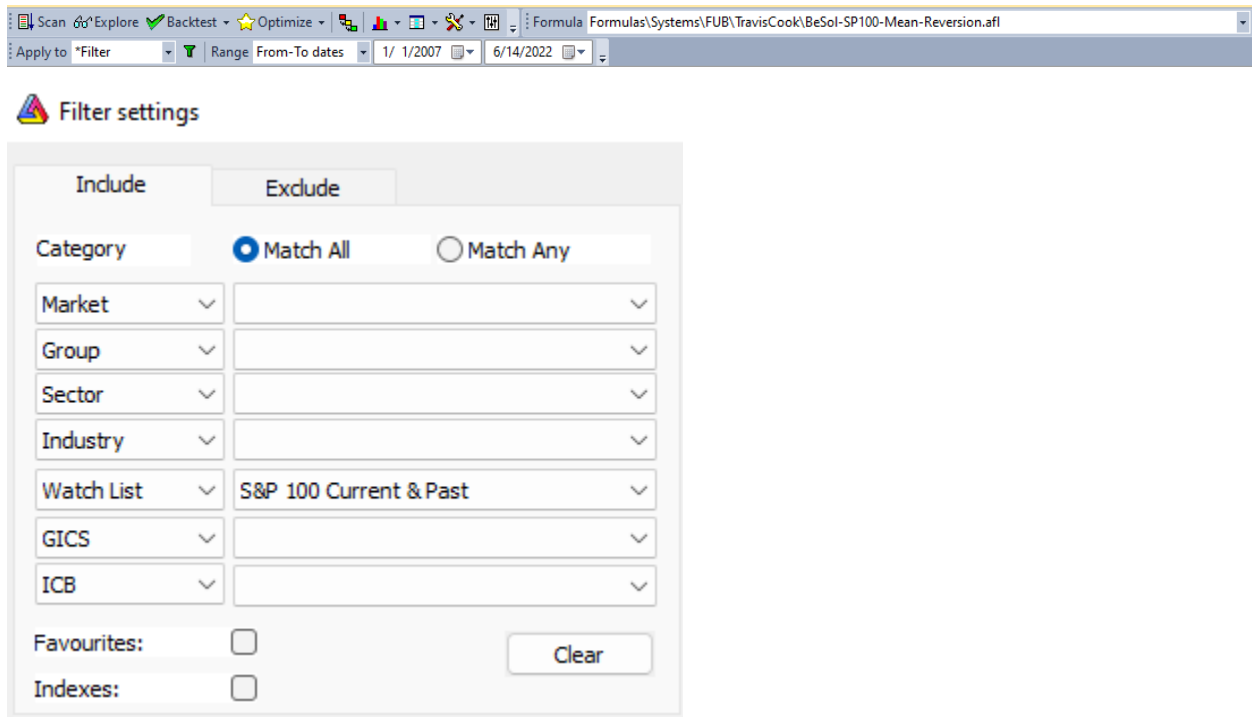 Scan Explore Backtest Optimize Formula Formulas\Systems\FUB\TravisCook\BeSol-SP100-Mean-Reversion.afl
Apply to *Filter Range From-To dates 1/ 1/2007 6/14/2022
Filter settings
Include Exclude
Category Match All Match Any
Market
Group
Sector
Industry
Watch List S&P 100 Current & Past
GICS
ICB
Favourites:
Clear
Indexes: